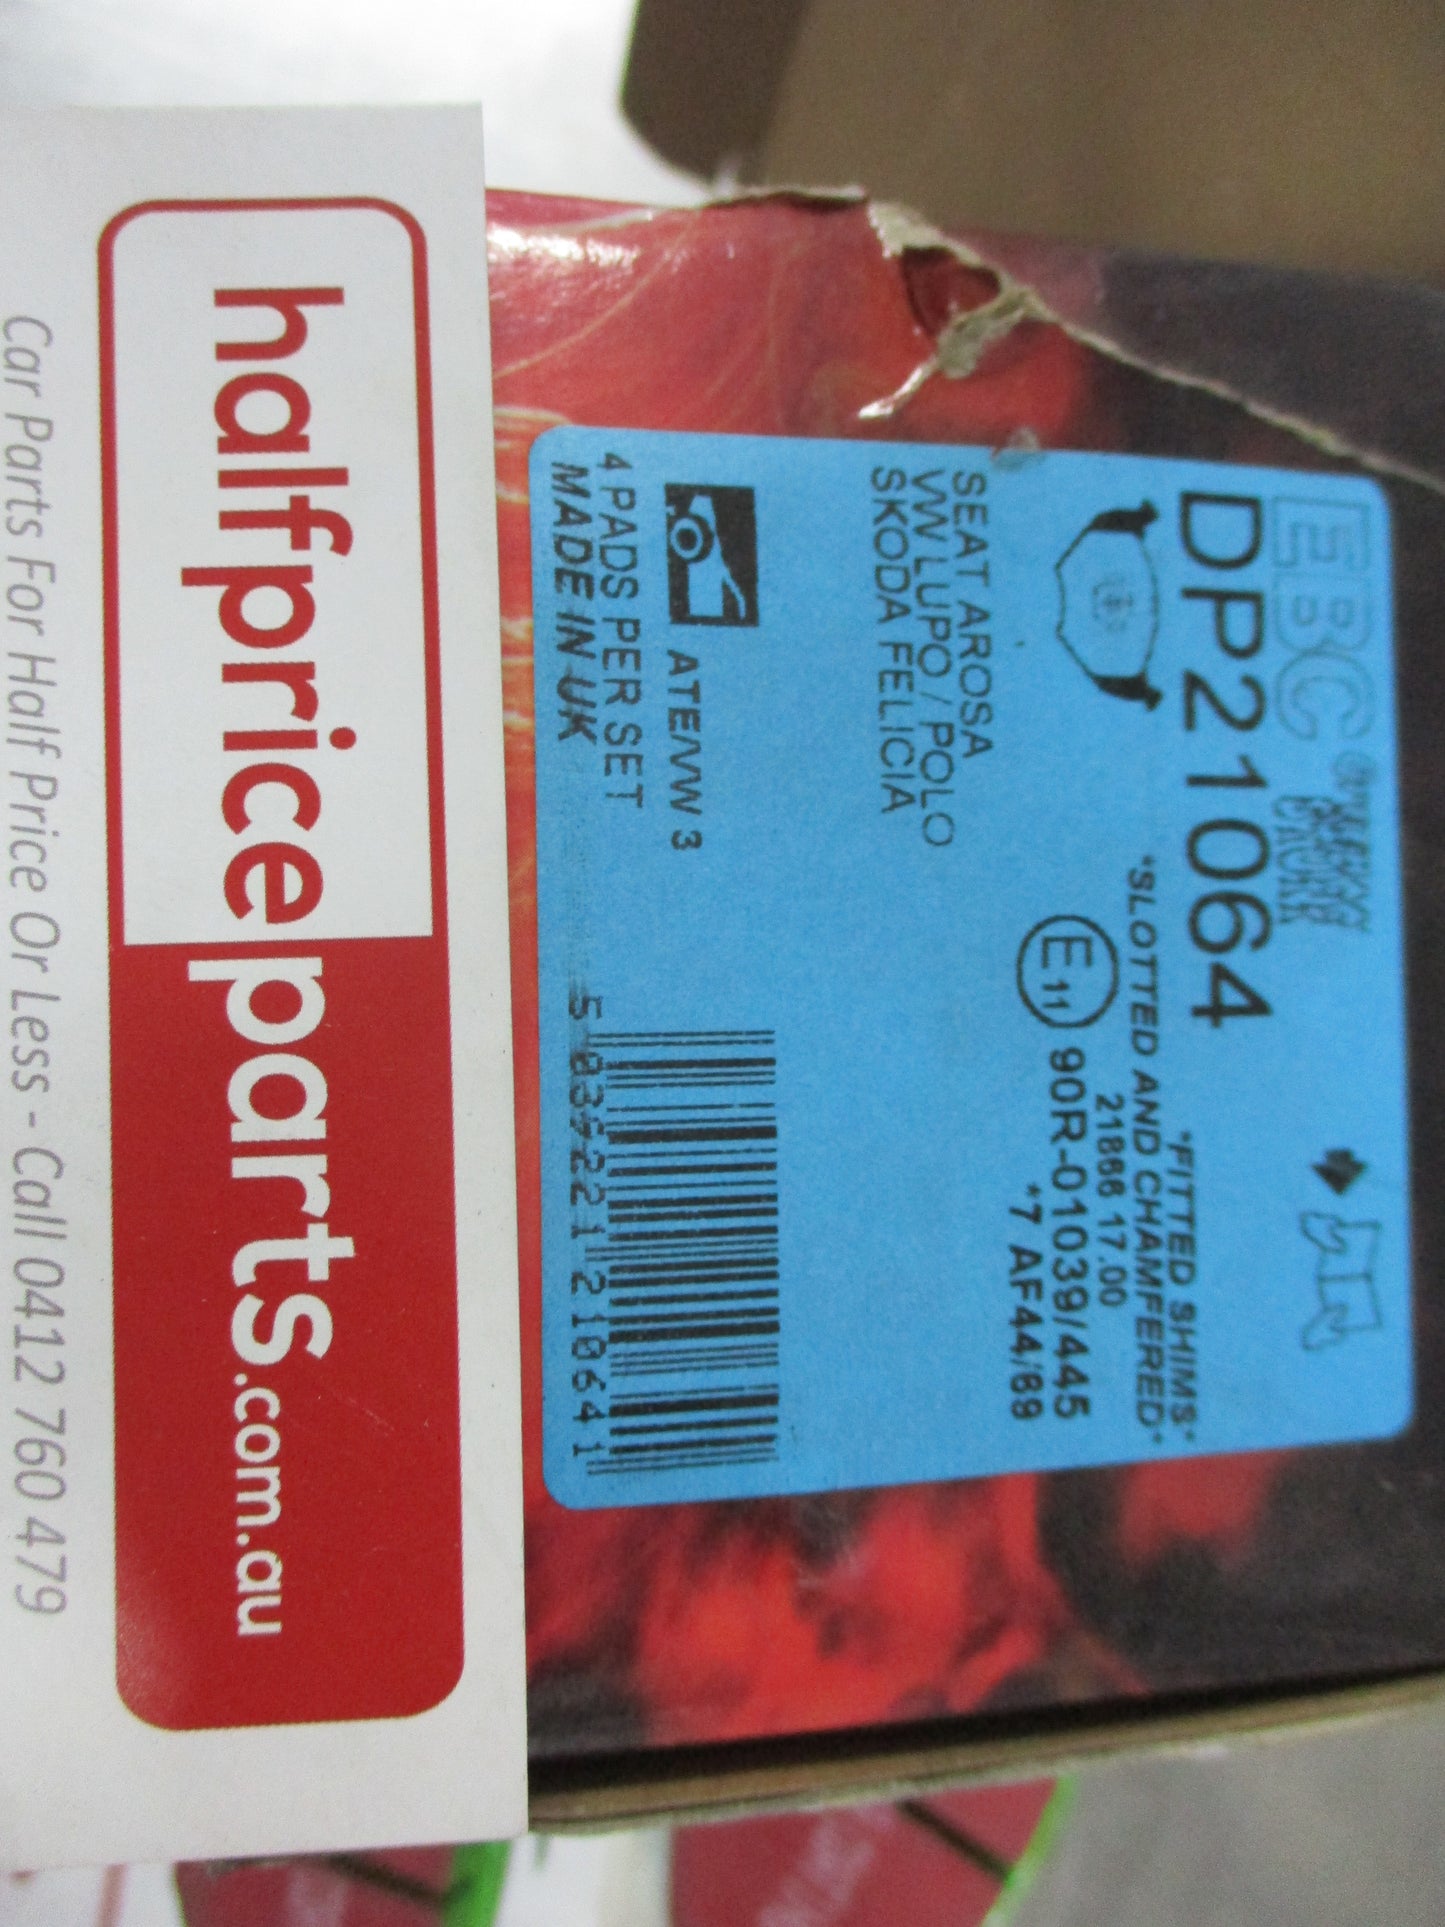 EBC
DP21064
*FITTED SHIMS*
*SLOTTED AND CHAMFERED*
21866 17.00
E11 90R-01039/445
*7 AF44/69
SEAT AROSA
VW LUPO / POLO
SKODA FELICIA
ATE/VW 3
4 PADS PER SET
MADE IN UK
halfpriceparts.com.au
Car Parts For Half Price Or Less - Call 0412 760 479